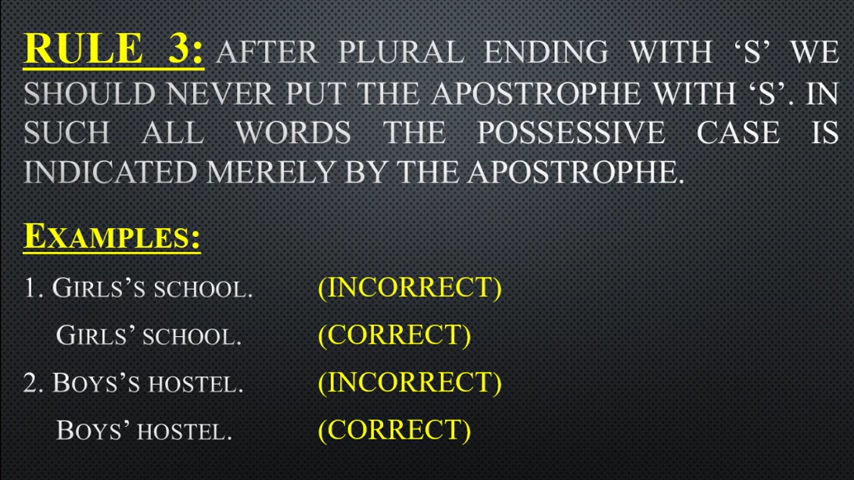 RULE 3: AFTER PLURAL ENDING WITH ‘S’ WE
SHOULD NEVER PUT THE APOSTROPHE WITH ‘S’. IN
SUCH ALL WORDS THE POSSESSIVE CASE IS
INDICATED MERELY BY THE APOSTROPHE.
EXAMPLES:
1. GIRLS’S SCHOOL. (INCORRECT)
GIRLS’ SCHOOL. (CORRECT)
2. BOYS’S HOSTEL. (INCORRECT)
BOYS’ HOSTEL. (CORRECT)